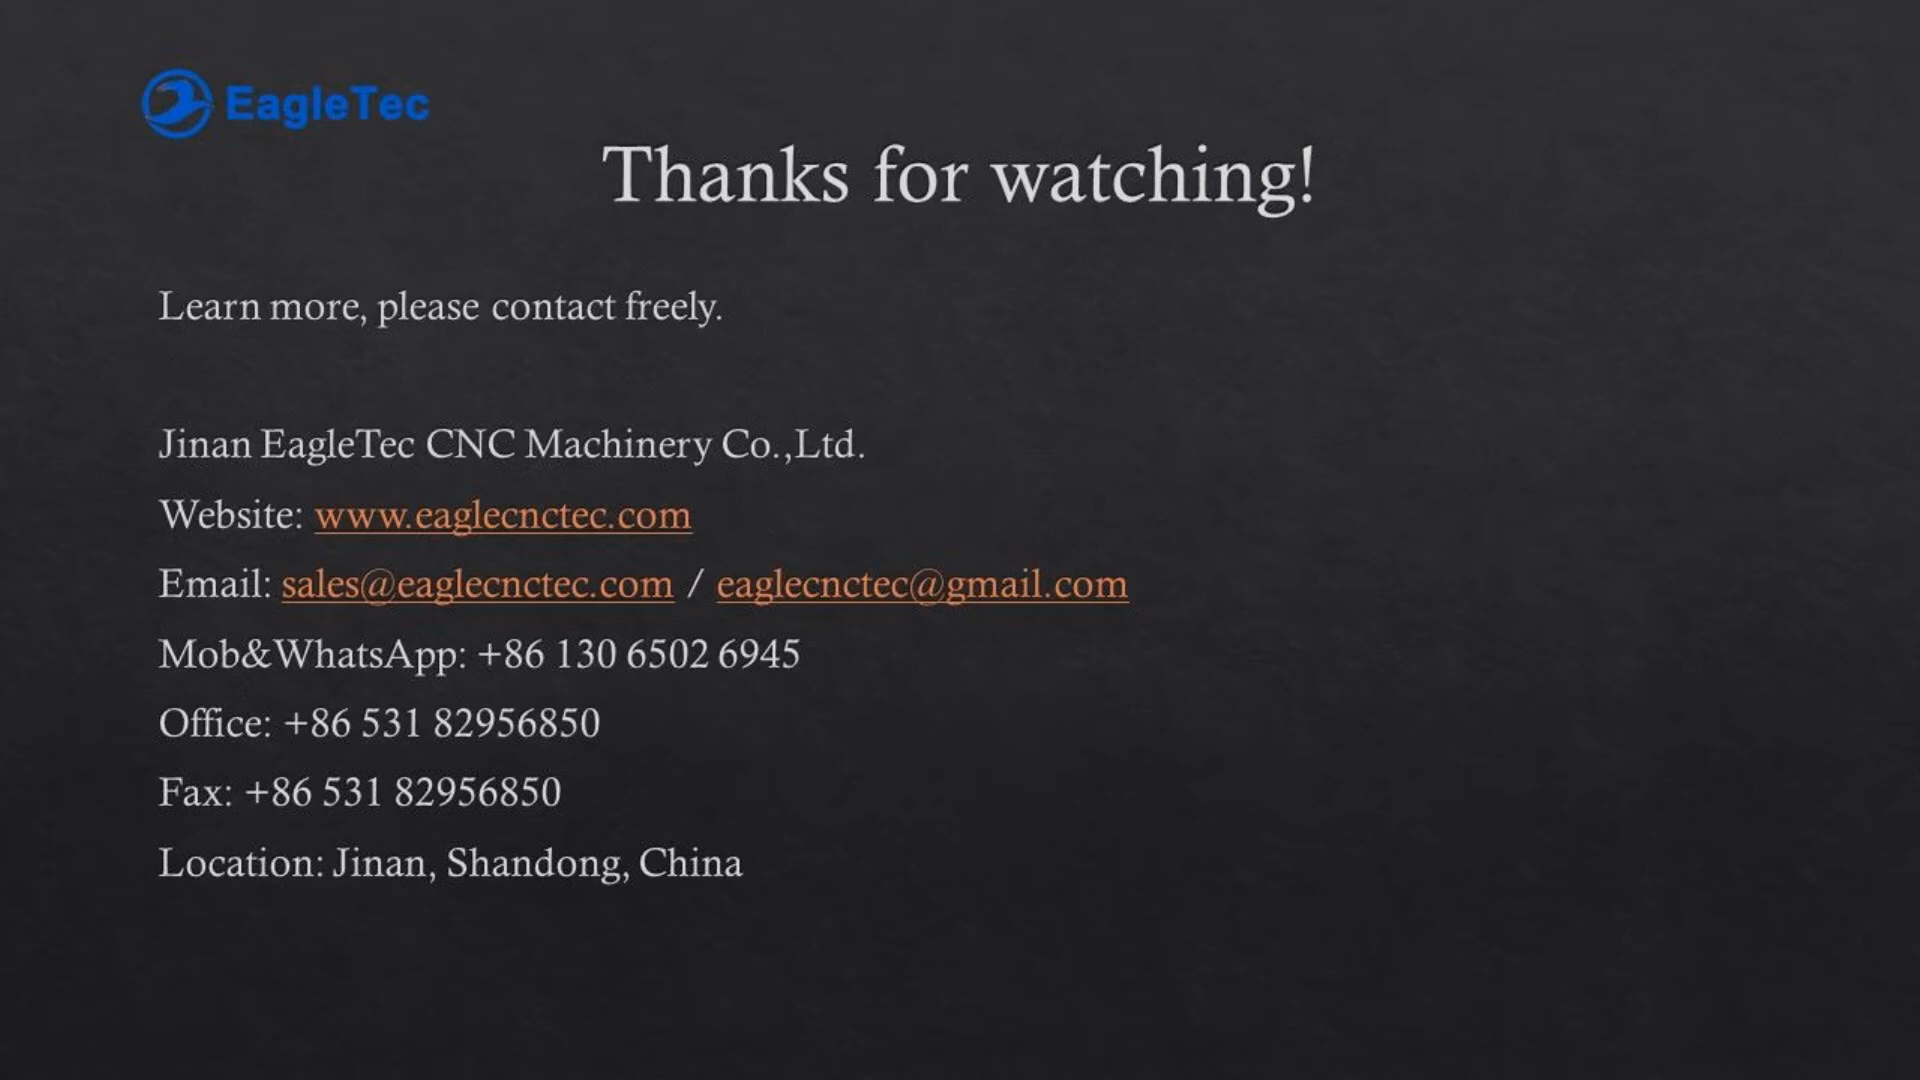 EagleTec
Thanks for watching!
Learn more, please contact freely.
Jinan EagleTec CNC Machinery Co.,Ltd.
Website: www.eaglecnctec.com
Email: sales@eaglecnctec.com / eaglecnctec@gmail.com
Mob&WhatsApp: +86 130 6502 6945
Office: +86 531 82956850
Fax: +86 531 82956850
Location: Jinan, Shandong, China